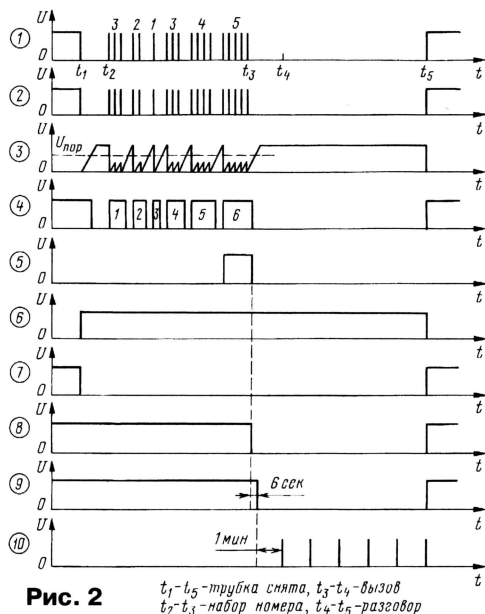 U
① 3 2 1 3 4 5
0 t₁ t₂ t₃ t₄ t₅ t
U
②
0 t
U
③ Uпор
0 t
U
④ 1 2 3 4 5 6
0 t
U
⑤
0 t
U
⑥
0 t
U
⑦
0 t
U
⑧
0 t
U
⑨ 6 сек
0 t
U
⑩ 1 мин
0 t
Рис. 2
t₁-t₅-трубка снята, t₃-t₄-вызов
t₂-t₃-набор номера, t₄-t₅-разговор